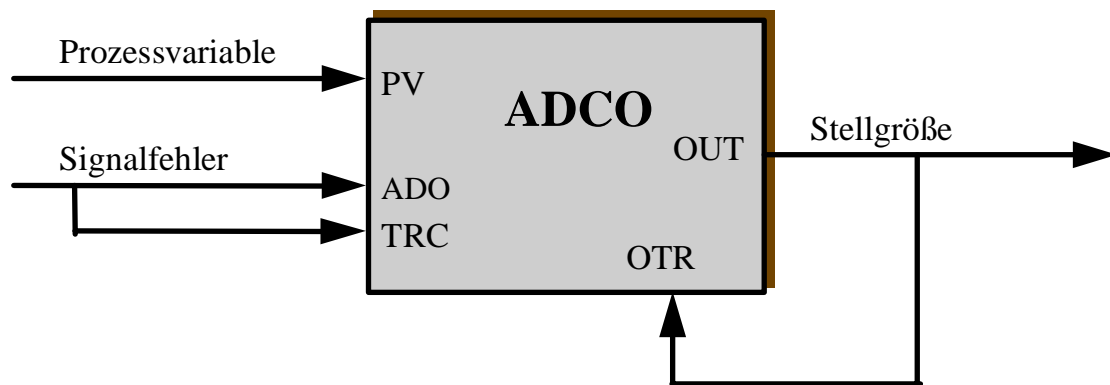 Prozessvariable
PV
ADCO
Stellgröße
OUT
Signalfehler
ADO
TRC
OTR